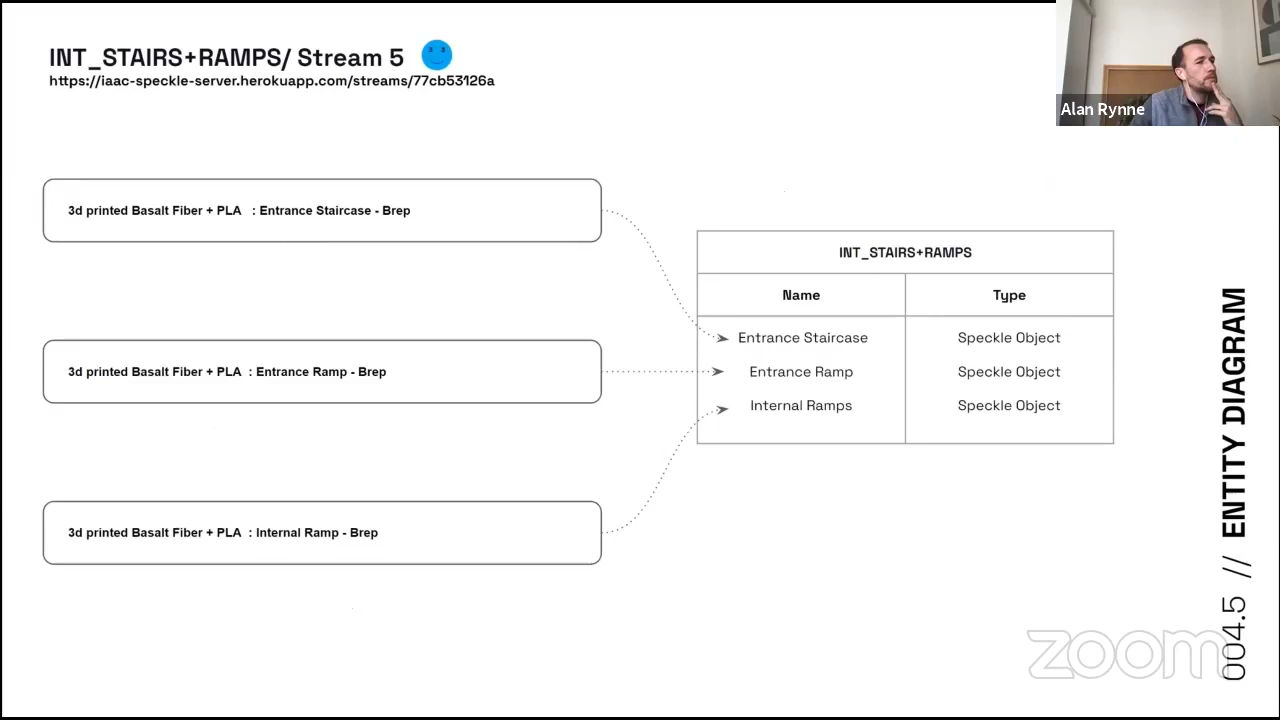 INT_STAIRS+RAMPS/ Stream 5
https://iaac-speckle-server.herokuapp.com/streams/77cb53126a
Alan Rynne
3d printed Basalt Fiber + PLA : Entrance Staircase - Brep
3d printed Basalt Fiber + PLA : Entrance Ramp - Brep
3d printed Basalt Fiber + PLA : Internal Ramp - Brep
INT_STAIRS+RAMPS
Name Type
Entrance Staircase Speckle Object
Entrance Ramp Speckle Object
Internal Ramps Speckle Object
004.5 // ENTITY DIAGRAM
zoom